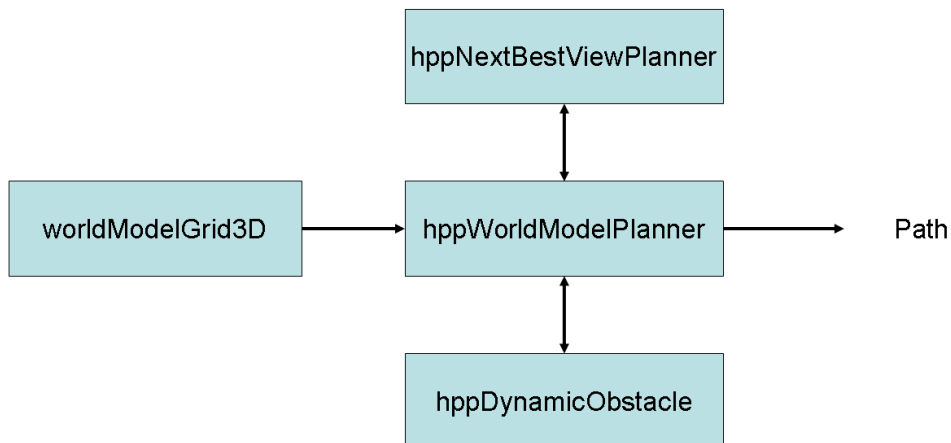 hppNextBestViewPlanner
worldModelGrid3D
hppWorldModelPlanner
Path
hppDynamicObstacle